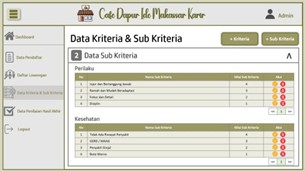 Cafe Dapur Ide Makassar Karir
Admin
Dashboard
Data Pendaftar
Daftar Lowongan
Data Kriteria & Sub Kriteria
Data Penilaian Hasil Akhir
Logout
Data Kriteria & Sub Kriteria
+ Kriteria
+ Sub Kriteria
2 Data Sub Kriteria
Perilaku
No Nama Sub Kriteria Nilai Sub Kriteria Aksi
1 Jujur dan Bertanggung Jawab 4
2 Ramah dan Mudah Beradaptasi 3
3 Fokus dan Detail 2
4 Disiplin 1
Kesehatan
No Nama Sub Kriteria Nilai Sub Kriteria Aksi
1 Tidak Ada Riwayat Penyakit 4
2 3
3 Penyakit Ginjal 2
4 Buta Warna 1